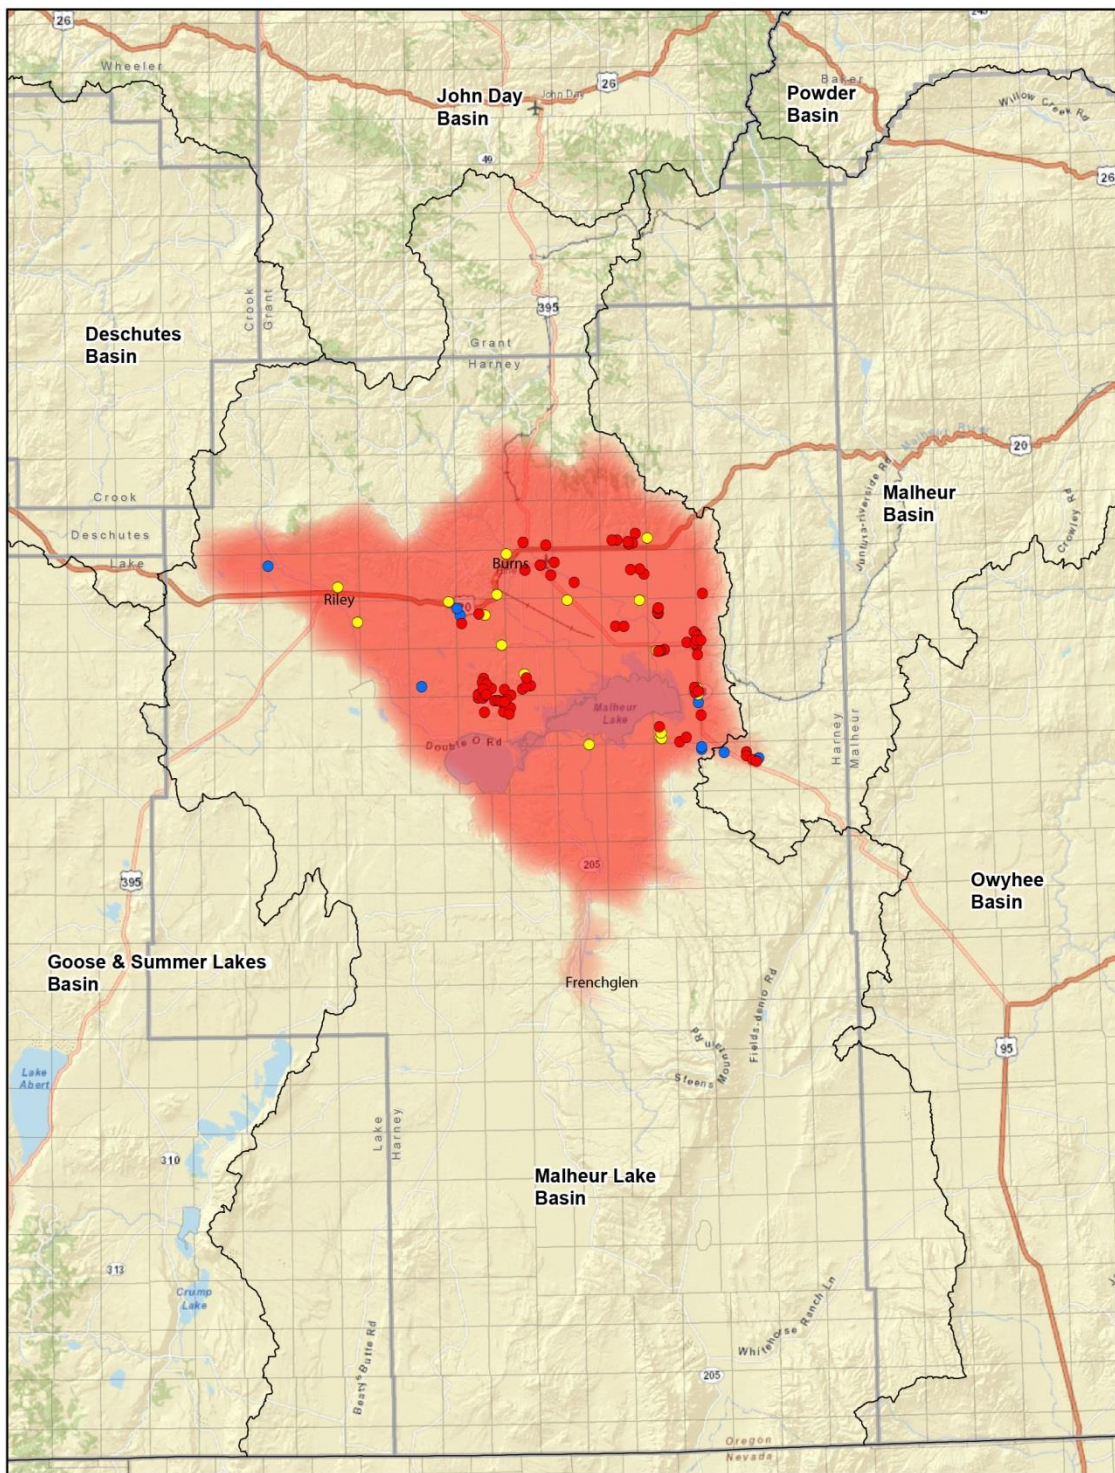 26
Wheeler
John Day
Basin
John Day
26
Baker
Powder
Basin
Willow Creek Rd
49
26
395
Crook
Grant
Deschutes
Basin
Grant
Harney
Malheur River
20
Crook
Deschutes
Lake
Malheur
Basin
Juntura-riverside Rd
Crowley Rd
Burns
Riley
20
Malheur
Lake
Double O Rd
Harney
Malheur
205
395
Owyhee
Basin
Goose & Summer Lakes
Basin
Frenchglen
Steens Mountain Rd
Fields-denio Rd
95
Lake
Abert
Lake
Harney
310
Malheur Lake
Basin
313
Crump
Lake
Beaty's Butte Rd
Whitehorse Ranch Ln
205
Oregon
Nevada